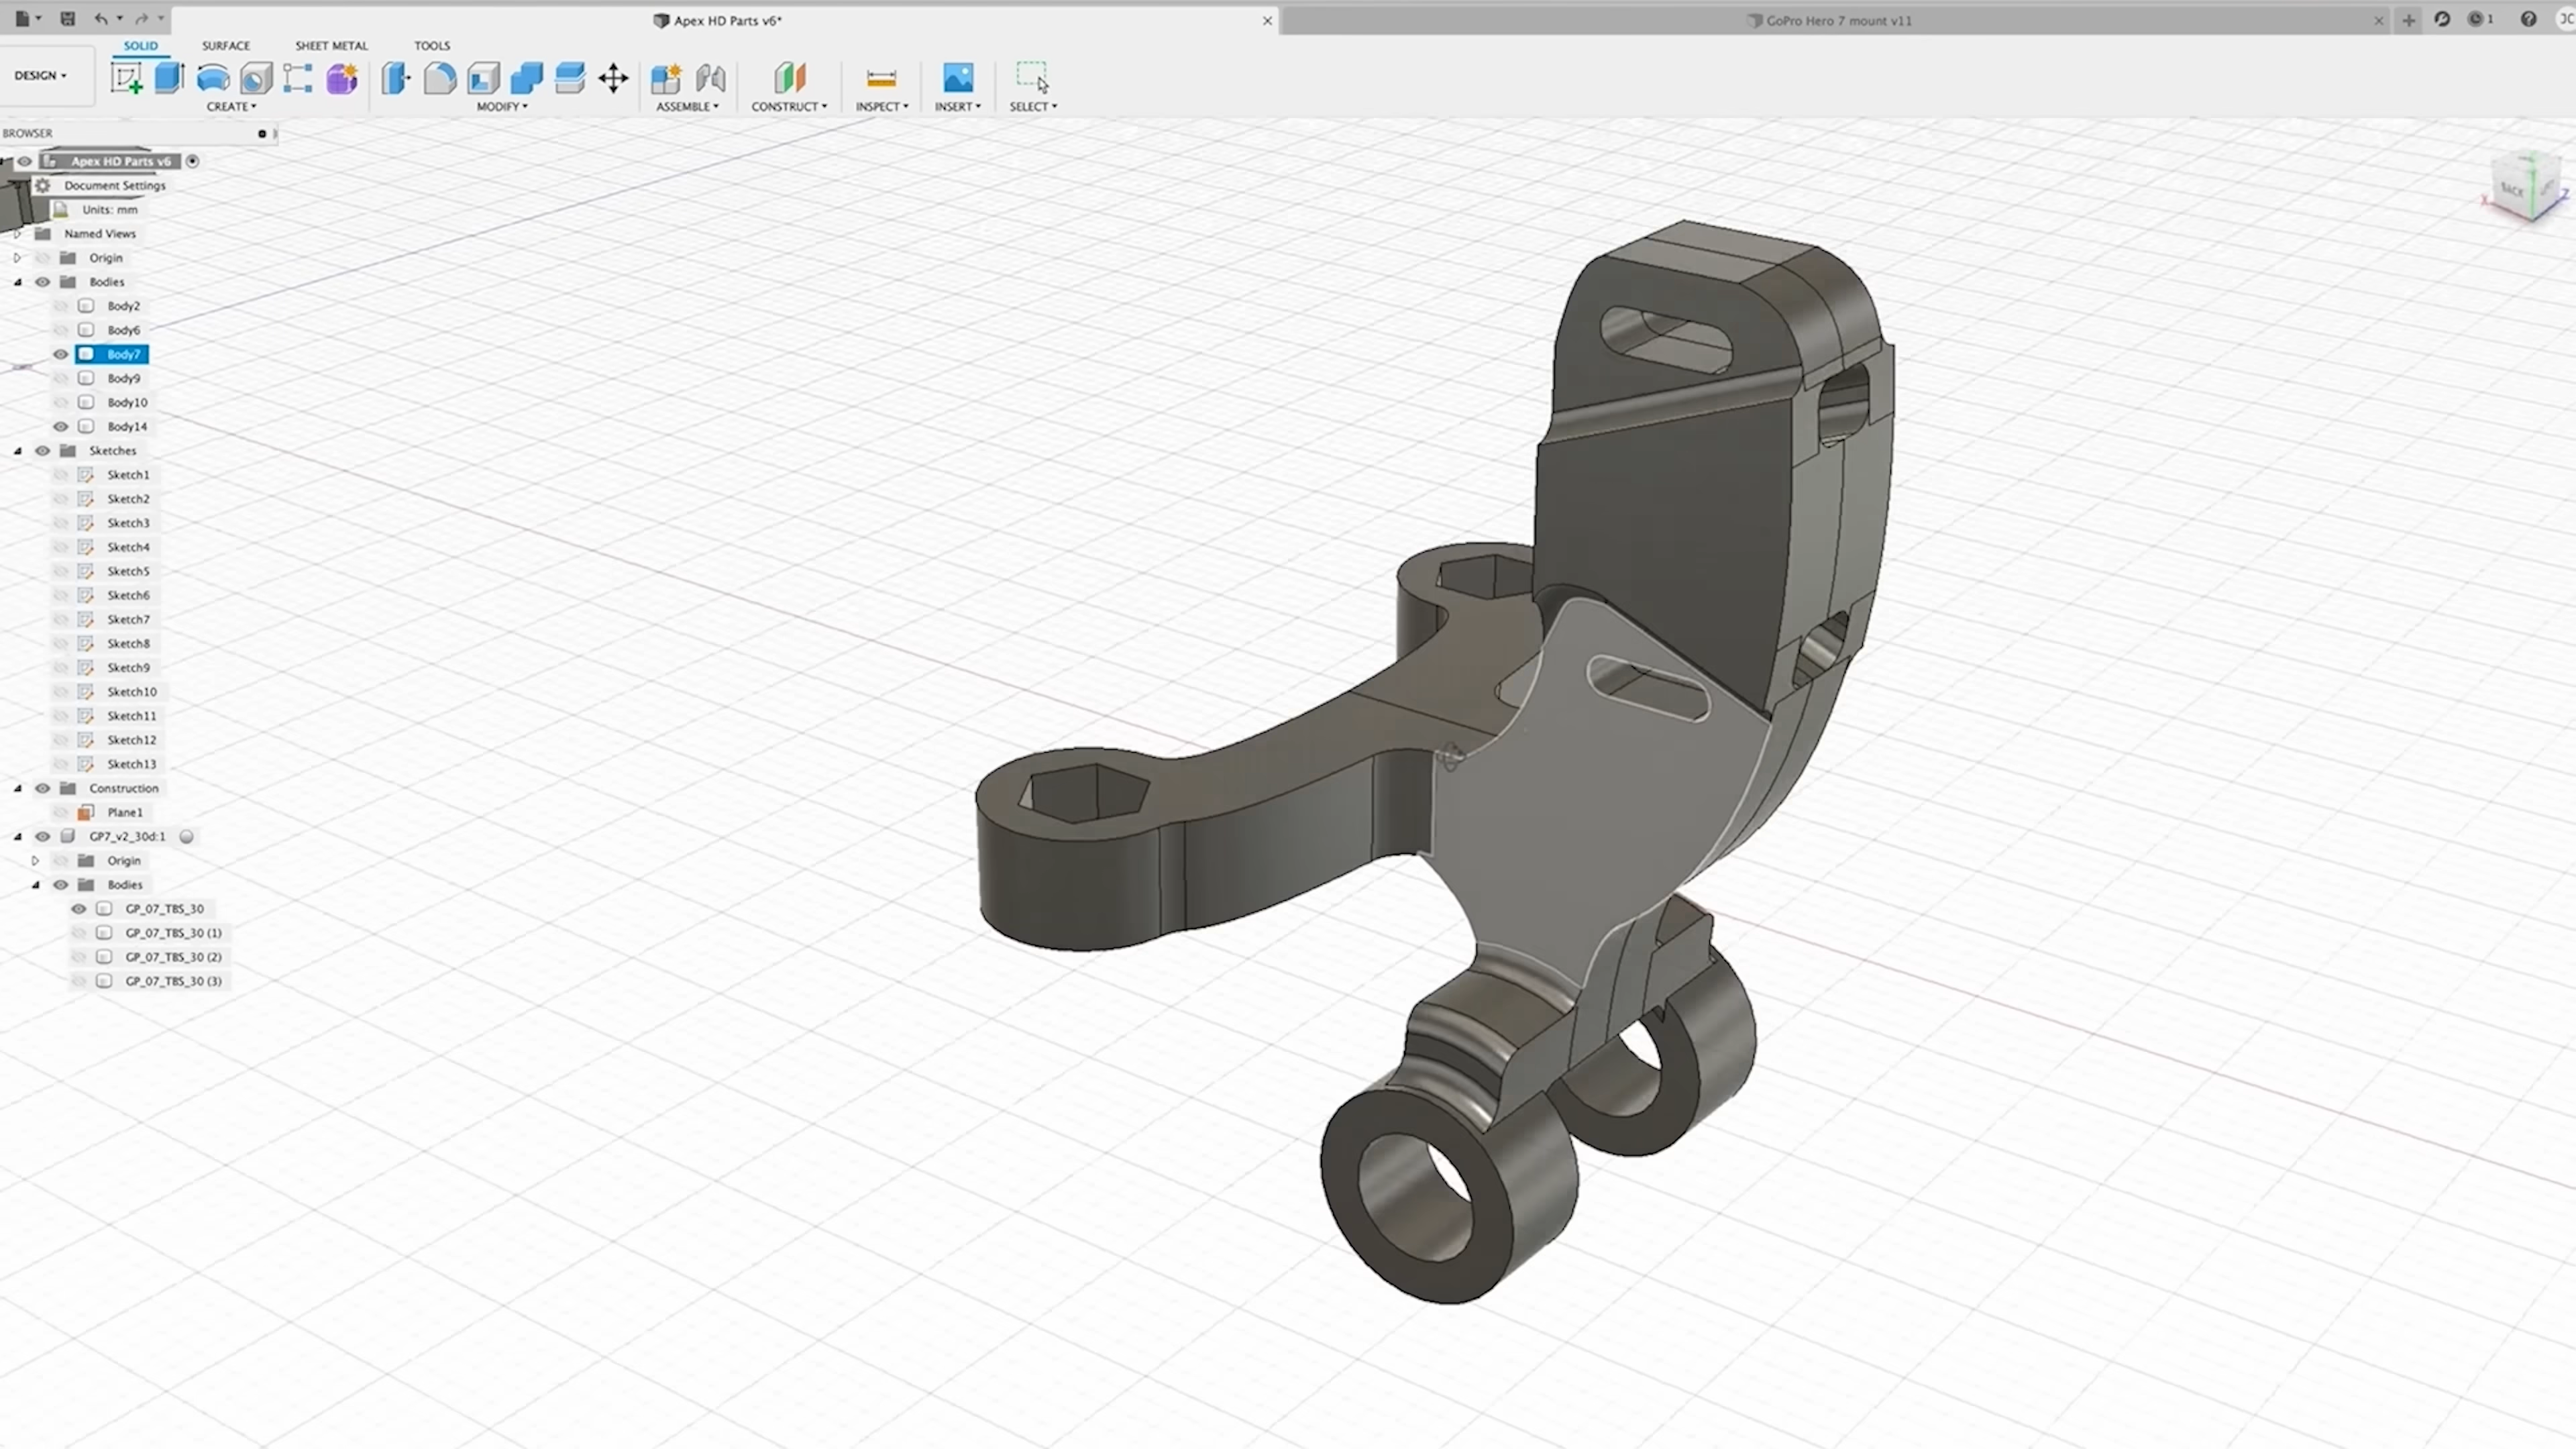 Apex HD Parts v6*
GoPro Hero 7 mount v11
1
JC
SOLID
SURFACE
SHEET METAL
TOOLS
DESIGN
CREATE
MODIFY
ASSEMBLE
CONSTRUCT
INSPECT
INSERT
SELECT
BROWSER
Apex HD Parts v6
Document Settings
Units: mm
Named Views
Origin
Bodies
Body2
Body6
Body7
Body9
Body10
Body14
Sketches
Sketch1
Sketch2
Sketch3
Sketch4
Sketch5
Sketch6
Sketch7
Sketch8
Sketch9
Sketch10
Sketch11
Sketch12
Sketch13
Construction
Plane1
GP7_v2_30d:1
Origin
Bodies
GP_07_TBS_30
GP_07_TBS_30 (1)
GP_07_TBS_30 (2)
GP_07_TBS_30 (3)
BACK
X
Z